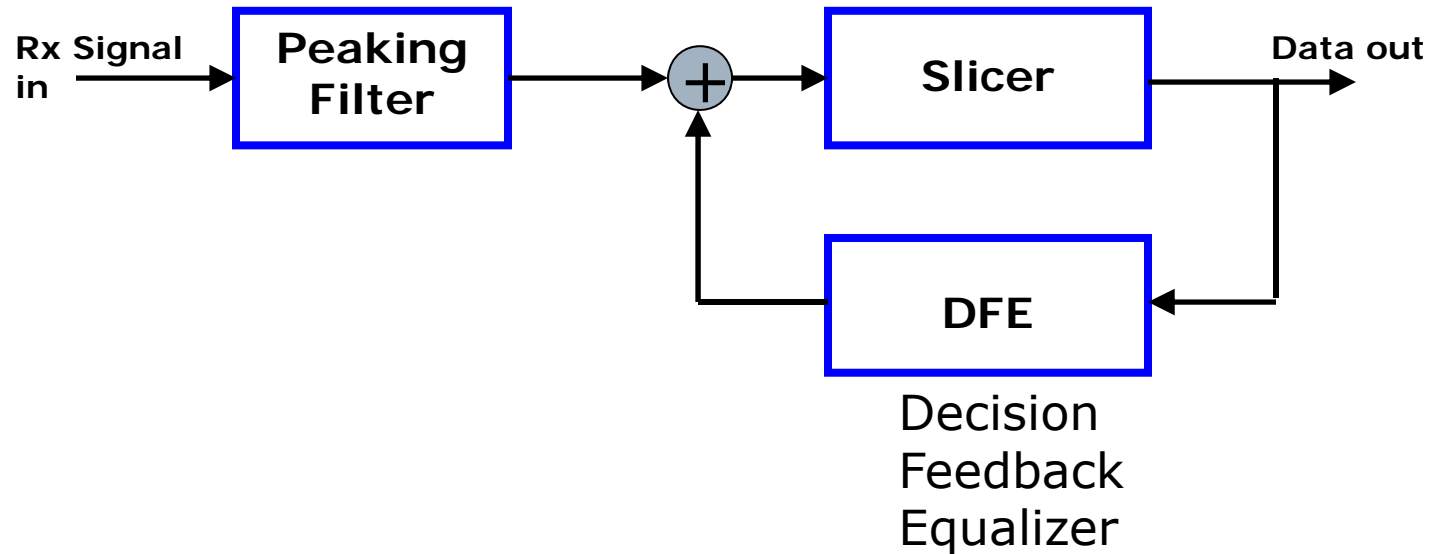 Rx Signal
in
Peaking
Filter
+
Slicer
Data out
DFE
Decision
Feedback
Equalizer